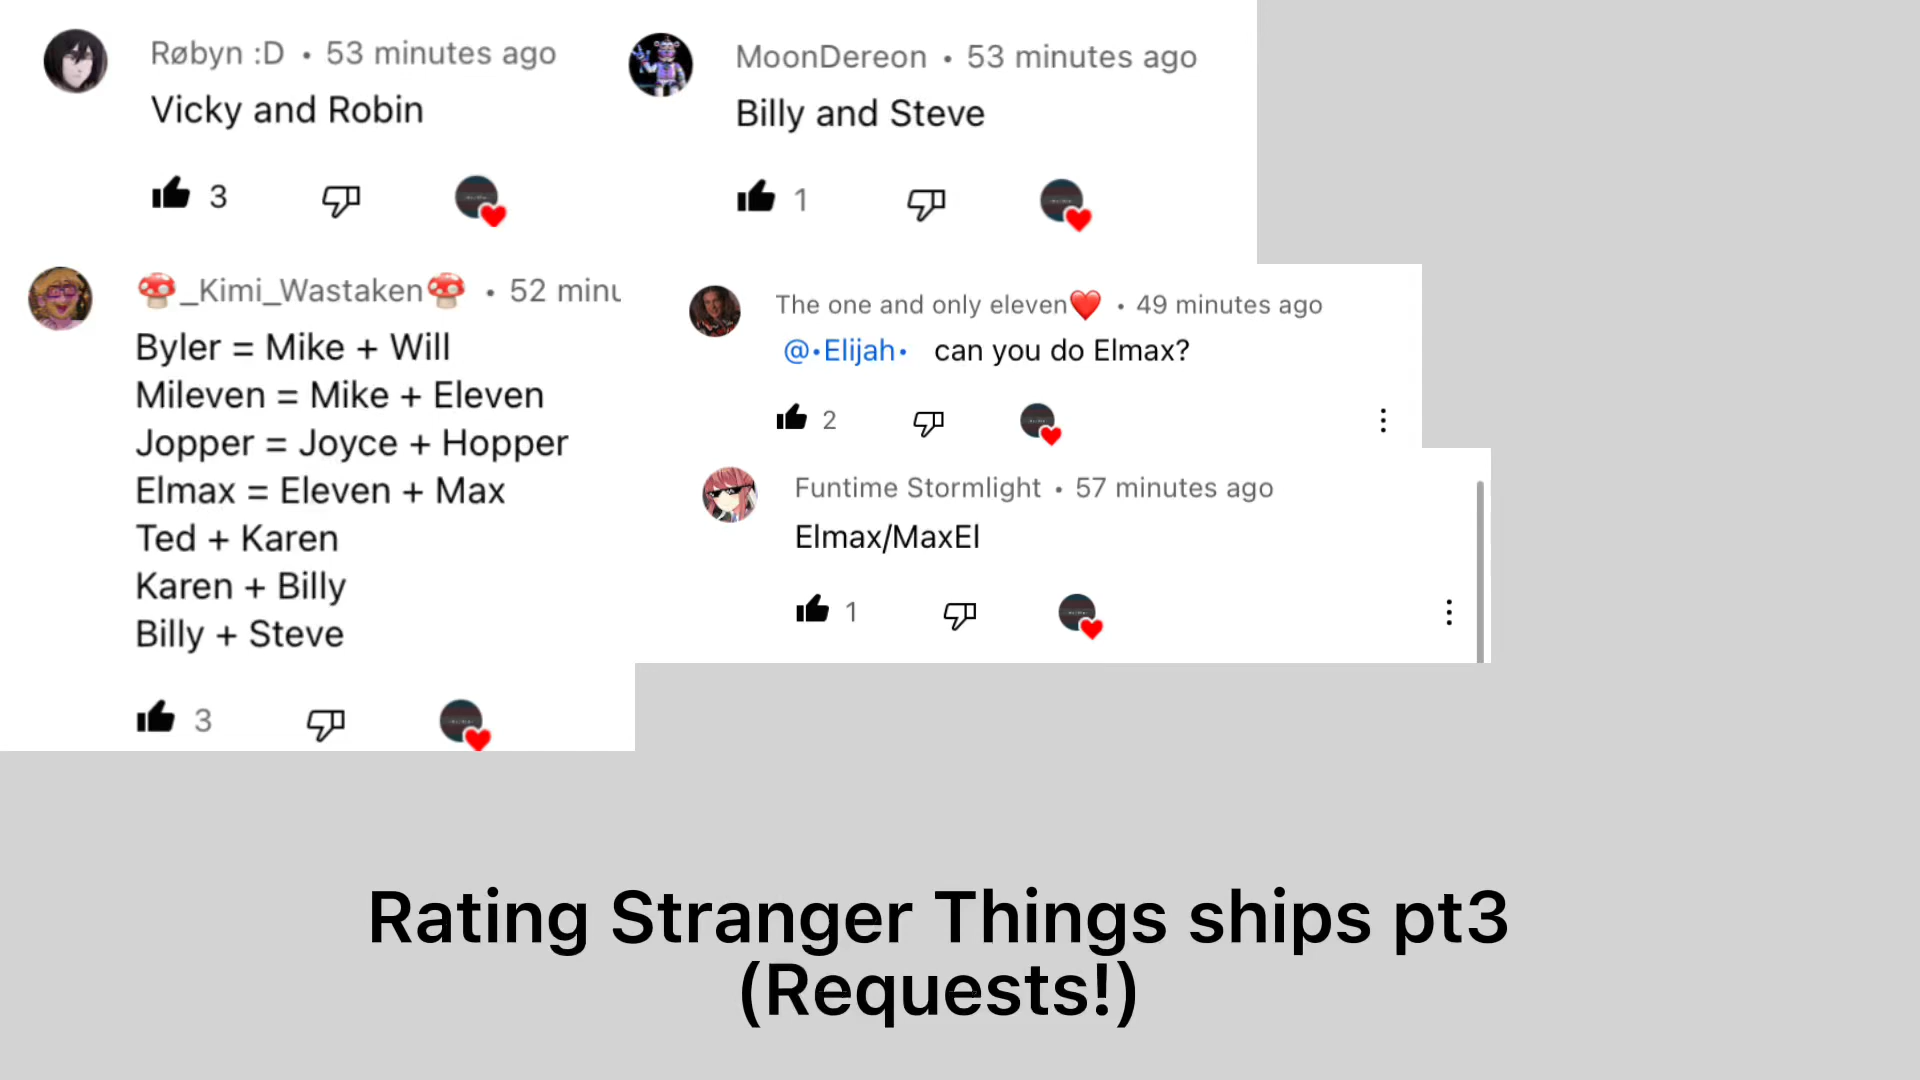 Røbyn :D • 53 minutes ago
Vicky and Robin
3
MoonDereon • 53 minutes ago
Billy and Steve
1
🍄_Kimi_Wastaken🍄 • 52 minu
Byler = Mike + Will
Mileven = Mike + Eleven
Jopper = Joyce + Hopper
Elmax = Eleven + Max
Ted + Karen
Karen + Billy
Billy + Steve
3
The one and only eleven❤️ • 49 minutes ago
@•Elijah• can you do Elmax?
2
Funtime Stormlight • 57 minutes ago
Elmax/MaxEl
1
Rating Stranger Things ships pt3
(Requests!)